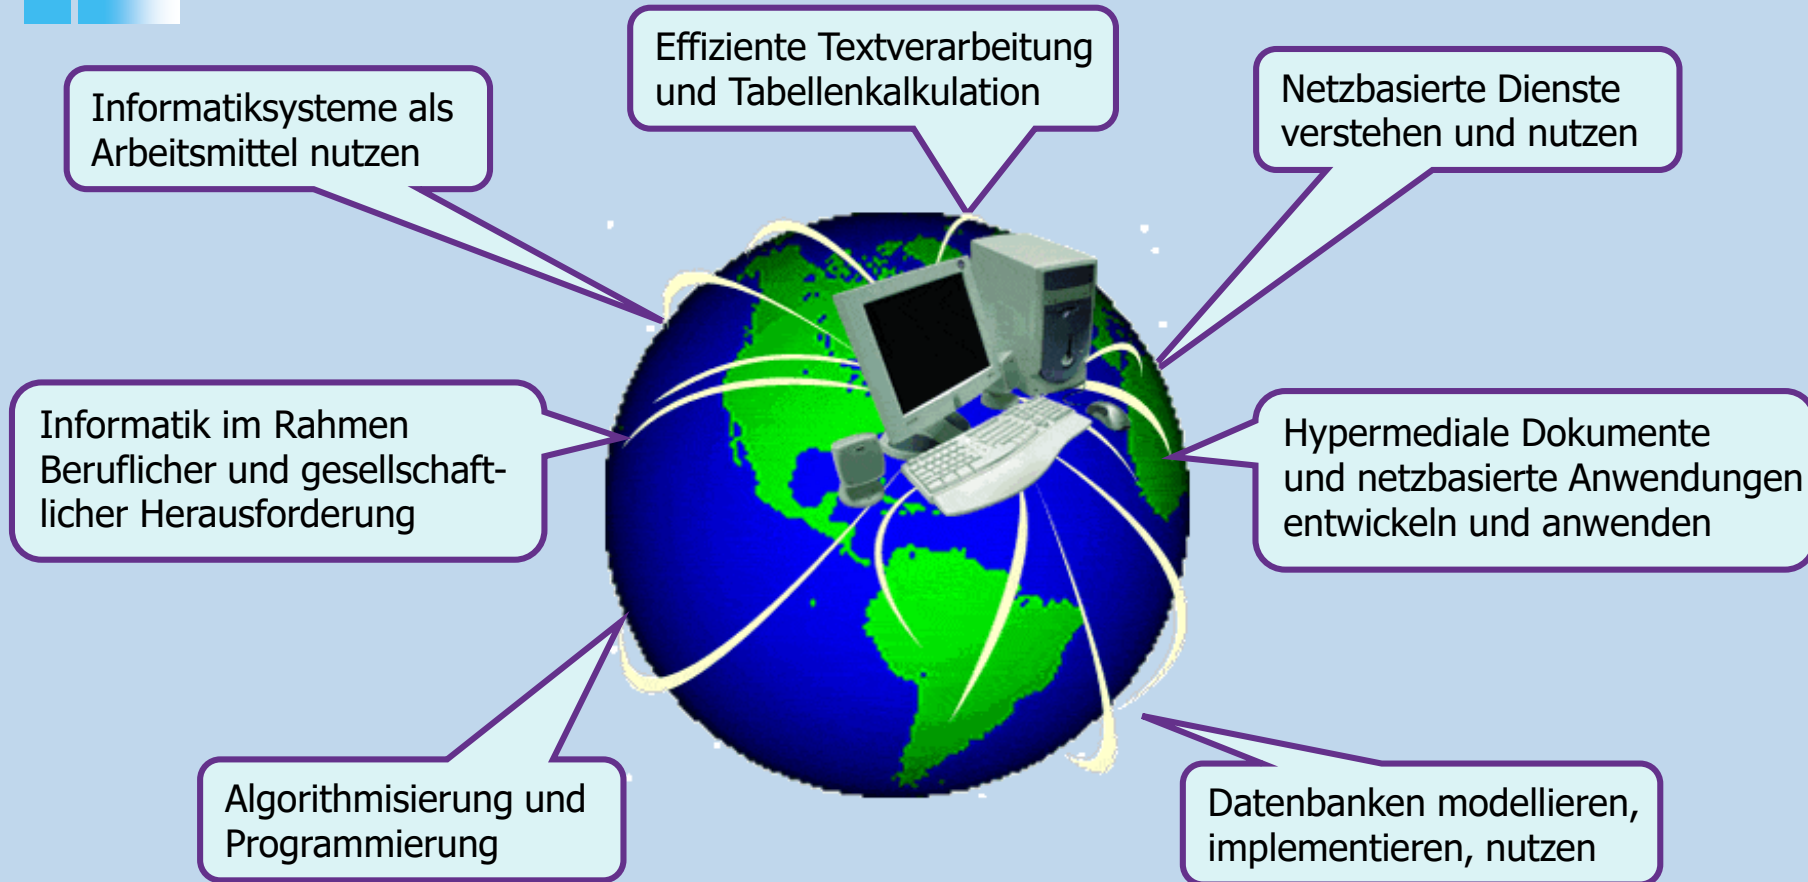 Effiziente Textverarbeitung
und Tabellenkalkulation
Informatiksysteme als
Arbeitsmittel nutzen
Netzbasierte Dienste
verstehen und nutzen
Informatik im Rahmen
Beruflicher und gesellschaft-
licher Herausforderung
Hypermediale Dokumente
und netzbasierte Anwendungen
entwickeln und anwenden
Algorithmisierung und
Programmierung
Datenbanken modellieren,
implementieren, nutzen